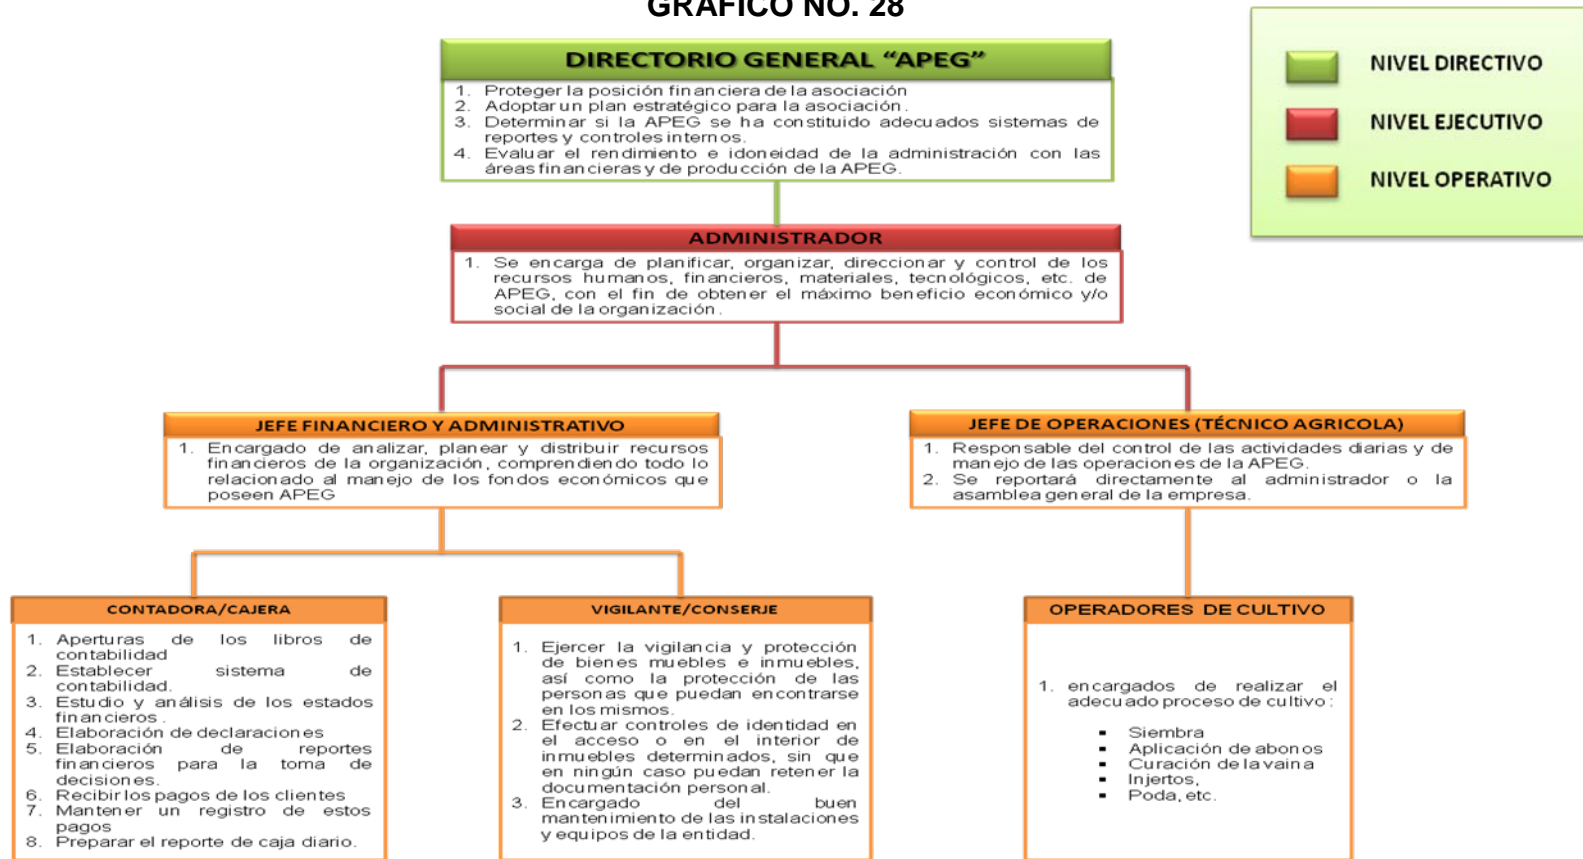 GRÁFICO NO. 28
DIRECTORIO GENERAL “APEG”
1. Proteger la posición financiera de la asociación
2. Adoptar un plan estratégico para la asociación.
3. Determinar si la APEG se ha constituido adecuados sistemas de
reportes y controles internos.
4. Evaluar el rendimiento e idoneidad de la administración con las
áreas financieras y de producción de la APEG.
NIVEL DIRECTIVO
NIVEL EJECUTIVO
NIVEL OPERATIVO
ADMINISTRADOR
1. Se encarga de planificar, organizar, direccionar y control de los
recursos humanos, financieros, materiales, tecnológicos, etc. de
APEG, con el fin de obtener el máximo beneficio económico y/o
social de la organización.
JEFE FINANCIERO Y ADMINISTRATIVO
1. Encargado de analizar, planear y distribuir recursos
financieros de la organización, comprendiendo todo lo
relacionado al manejo de los fondos económicos que
poseen APEG
JEFE DE OPERACIONES (TÉCNICO AGRICOLA)
1. Responsable del control de las actividades diarias y de
manejo de las operaciones de la APEG.
2. Se reportará directamente al administrador o la
asamblea general de la empresa.
CONTADORA/CAJERA
1. Aperturas de los libros de
contabilidad
2. Establecer sistema de
contabilidad.
3. Estudio y análisis de los estados
financieros .
4. Elaboración de declaraciones
5. Elaboración de reportes
financieros para la toma de
decisiones.
6. Recibir los pagos de los clientes
7. Mantener un registro de estos
pagos
8. Preparar el reporte de caja diario.
VIGILANTE/CONSERJE
1. Ejercer la vigilancia y protección
de bienes muebles e inmuebles,
así como la protección de las
personas que puedan encontrarse
en los mismos.
2. Efectuar controles de identidad en
el acceso o en el interior de
inmuebles determinados, sin que
en ningún caso puedan retener la
documentación personal.
3. Encargado del buen
mantenimiento de las instalaciones
y equipos de la entidad.
OPERADORES DE CULTIVO
1. encargados de realizar el
adecuado proceso de cultivo :
▪ Siembra
▪ Aplicación de abonos
▪ Curación de la vaina
▪ Injertos,
▪ Poda, etc.